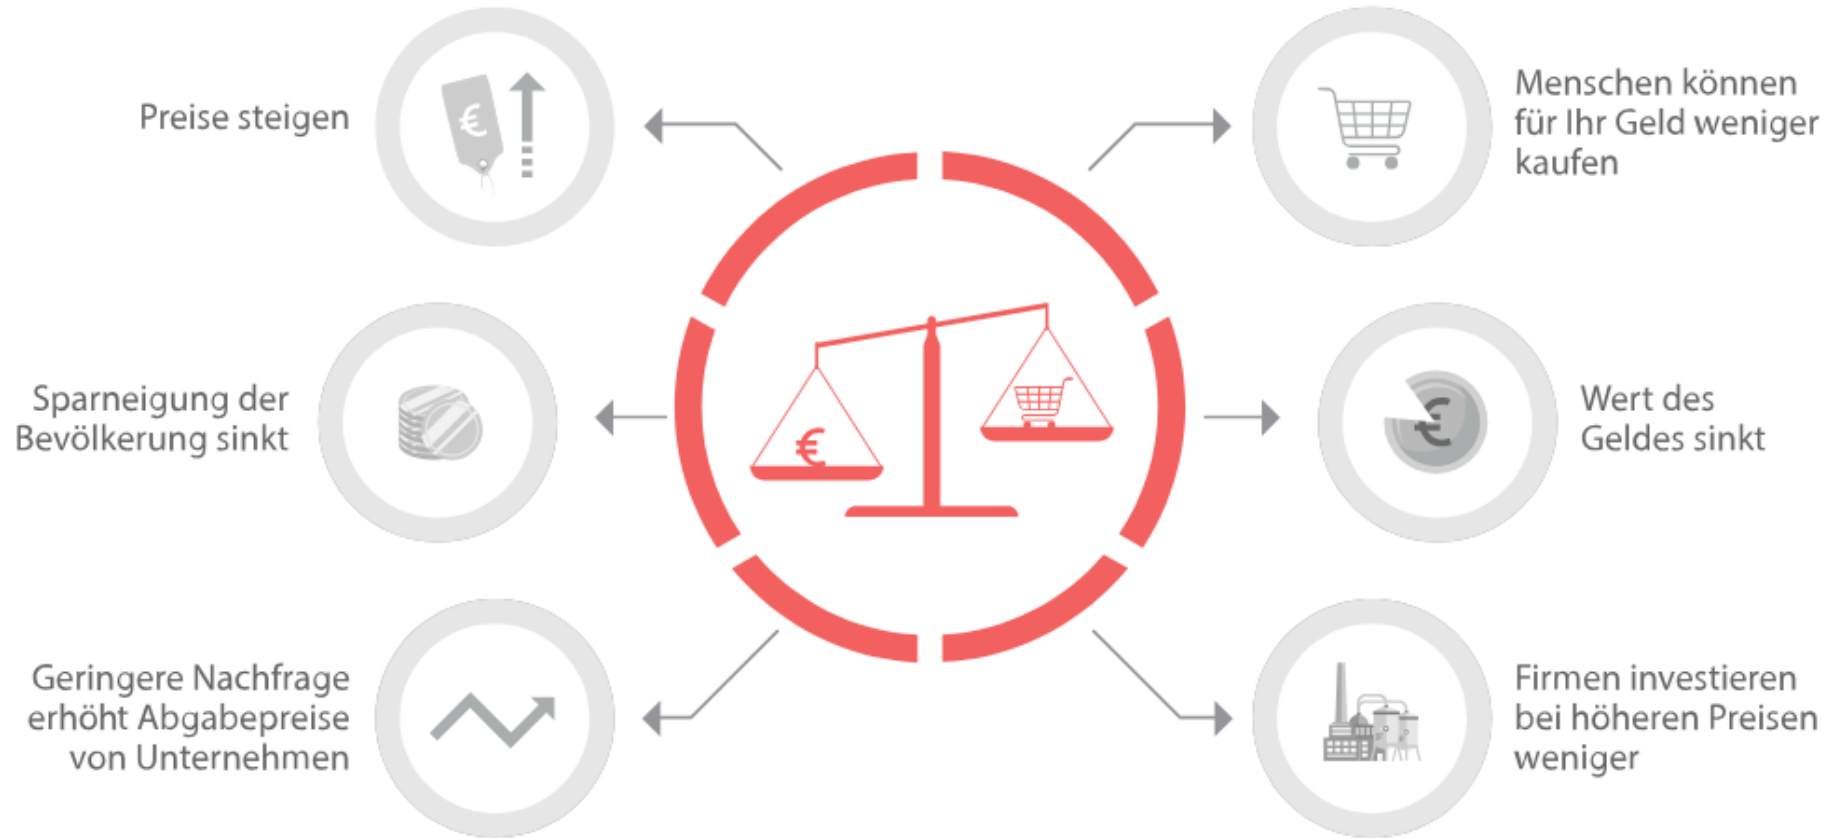 Preise steigen
€
Menschen können
für Ihr Geld weniger
kaufen
Sparneigung der
Bevölkerung sinkt
€
€
Wert des
Geldes sinkt
Geringere Nachfrage
erhöht Abgabepreise
von Unternehmen
Firmen investieren
bei höheren Preisen
weniger